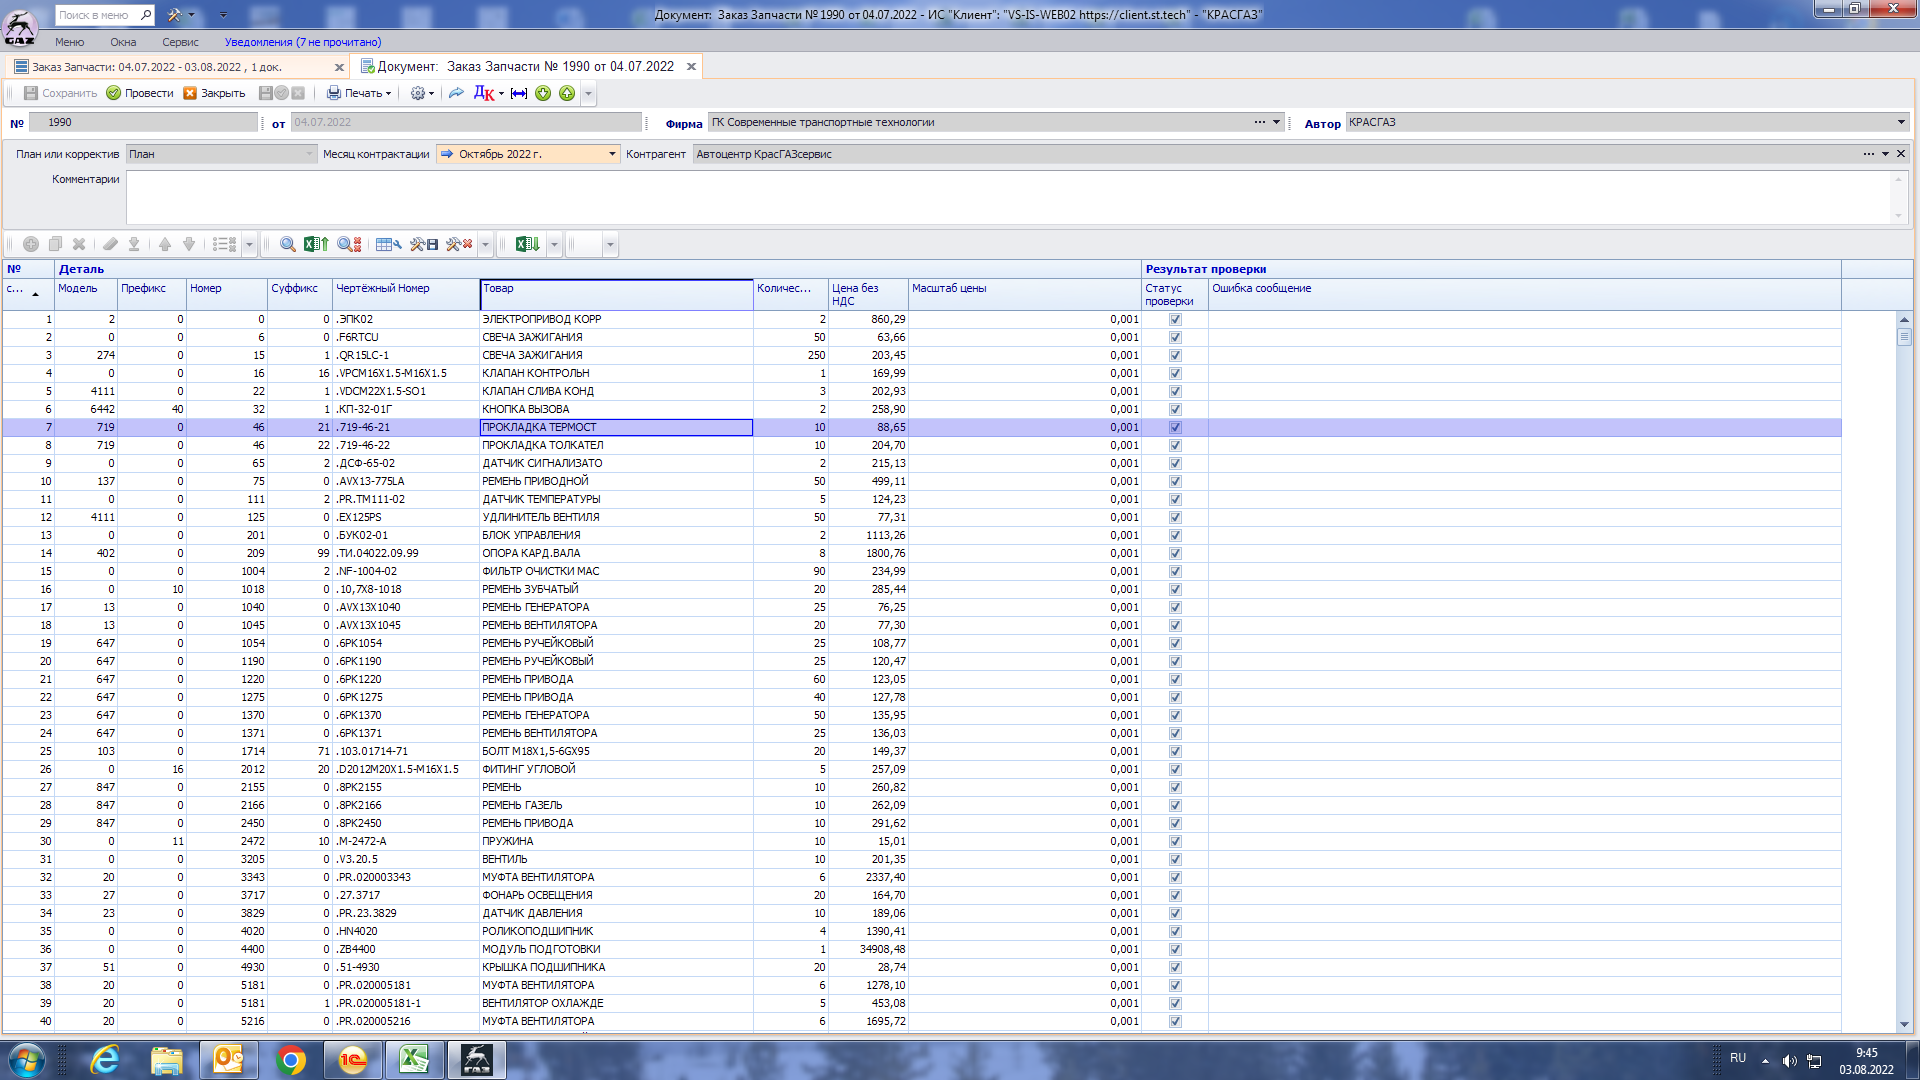 Поиск в меню
Документ: Заказ Запчасти № 1990 от 04.07.2022 - ИС "Клиент": "VS-IS-WEB02 https://client.st.tech" - "КРАСГАЗ"
GAZ
Меню Окна Сервис Уведомления (7 не прочитано)
Заказ Запчасти: 04.07.2022 - 03.08.2022 , 1 док.
Документ: Заказ Запчасти № 1990 от 04.07.2022
Сохранить Провести Закрыть Печать ДК
№ 1990 от 04.07.2022 Фирма ГК Современные транспортные технологии Автор КРАСГАЗ
План или корректив План Месяц контрактации Октябрь 2022 г. Контрагент Автоцентр КрасГАЗсервис
Комментарии
№ Деталь Результат проверки
с... Модель Префикс Номер Суффикс Чертёжный Номер Товар Количес... Цена без НДС Масштаб цены Статус проверки Ошибка сообщение
1 2 0 0 0 .ЭПК02 ЭЛЕКТРОПРИВОД КОРР 2 860,29 0,001
2 0 0 6 0 .F6RTCU СВЕЧА ЗАЖИГАНИЯ 50 63,66 0,001
3 274 0 15 1 .QR15LC-1 СВЕЧА ЗАЖИГАНИЯ 250 203,45 0,001
4 0 0 16 16 .VPCM16X1.5-M16X1.5 КЛАПАН КОНТРОЛЬН 1 169,99 0,001
5 4111 0 22 1 .VDCM22X1.5-SO1 КЛАПАН СЛИВА КОНД 3 202,93 0,001
6 6442 40 32 1 .КП-32-01Г КНОПКА ВЫЗОВА 2 258,90 0,001
7 719 0 46 21 .719-46-21 ПРОКЛАДКА ТЕРМОСТ 10 88,65 0,001
8 719 0 46 22 .719-46-22 ПРОКЛАДКА ТОЛКАТЕЛ 10 204,70 0,001
9 0 0 65 2 .ДСФ-65-02 ДАТЧИК СИГНАЛИЗАТО 2 215,13 0,001
10 137 0 75 0 .AVX13-775LA РЕМЕНЬ ПРИВОДНОЙ 50 499,11 0,001
11 0 0 111 2 .PR.TM111-02 ДАТЧИК ТЕМПЕРАТУРЫ 5 124,23 0,001
12 4111 0 125 0 .EX125PS УДЛИНИТЕЛЬ ВЕНТИЛЯ 50 77,31 0,001
13 0 0 201 0 .БУК02-01 БЛОК УПРАВЛЕНИЯ 2 1113,26 0,001
14 402 0 209 99 .ТИ.04022.09.99 ОПОРА КАРД.ВАЛА 8 1800,76 0,001
15 0 0 1004 2 .NF-1004-02 ФИЛЬТР ОЧИСТКИ МАС 90 234,99 0,001
16 0 10 1018 0 .10,7X8-1018 РЕМЕНЬ ЗУБЧАТЫЙ 20 285,44 0,001
17 13 0 1040 0 .AVX13X1040 РЕМЕНЬ ГЕНЕРАТОРА 25 76,25 0,001
18 13 0 1045 0 .AVX13X1045 РЕМЕНЬ ВЕНТИЛЯТОРА 20 77,30 0,001
19 647 0 1054 0 .6PK1054 РЕМЕНЬ РУЧЕЙКОВЫЙ 25 108,77 0,001
20 647 0 1190 0 .6PK1190 РЕМЕНЬ РУЧЕЙКОВЫЙ 25 120,47 0,001
21 647 0 1220 0 .6PK1220 РЕМЕНЬ ПРИВОДА 60 123,05 0,001
22 647 0 1275 0 .6PK1275 РЕМЕНЬ ПРИВОДА 40 127,78 0,001
23 647 0 1370 0 .6PK1370 РЕМЕНЬ ГЕНЕРАТОРА 50 135,95 0,001
24 647 0 1371 0 .6PK1371 РЕМЕНЬ ВЕНТИЛЯТОРА 25 136,03 0,001
25 103 0 1714 71 .103.01714-71 БОЛТ М18Х1,5-6GX95 20 149,37 0,001
26 0 16 2012 20 .D2012M20X1.5-M16X1.5 ФИТИНГ УГЛОВОЙ 5 257,09 0,001
27 847 0 2155 0 .8PK2155 РЕМЕНЬ 10 260,82 0,001
28 847 0 2166 0 .8PK2166 РЕМЕНЬ ГАЗЕЛЬ 10 262,09 0,001
29 847 0 2450 0 .8PK2450 РЕМЕНЬ ПРИВОДА 10 291,62 0,001
30 0 11 2472 10 .М-2472-А ПРУЖИНА 10 15,01 0,001
31 0 0 3205 0 .V3.20.5 ВЕНТИЛЬ 10 201,35 0,001
32 20 0 3343 0 .PR.020003343 МУФТА ВЕНТИЛЯТОРА 6 2337,40 0,001
33 27 0 3717 0 .27.3717 ФОНАРЬ ОСВЕЩЕНИЯ 20 164,70 0,001
34 23 0 3829 0 .PR.23.3829 ДАТЧИК ДАВЛЕНИЯ 10 189,06 0,001
35 0 0 4020 0 .HN4020 РОЛИКОПОДШИПНИК 4 1390,41 0,001
36 0 0 4400 0 .ZB4400 МОДУЛЬ ПОДГОТОВКИ 1 34908,48 0,001
37 51 0 4930 0 .51-4930 КРЫШКА ПОДШИПНИКА 20 28,74 0,001
38 20 0 5181 0 .PR.020005181 МУФТА ВЕНТИЛЯТОРА 6 1278,10 0,001
39 20 0 5181 1 .PR.020005181-1 ВЕНТИЛЯТОР ОХЛАЖДЕ 5 453,08 0,001
40 20 0 5216 0 .PR.020005216 МУФТА ВЕНТИЛЯТОРА 6 1695,72 0,001
RU 9:45
03.08.2022